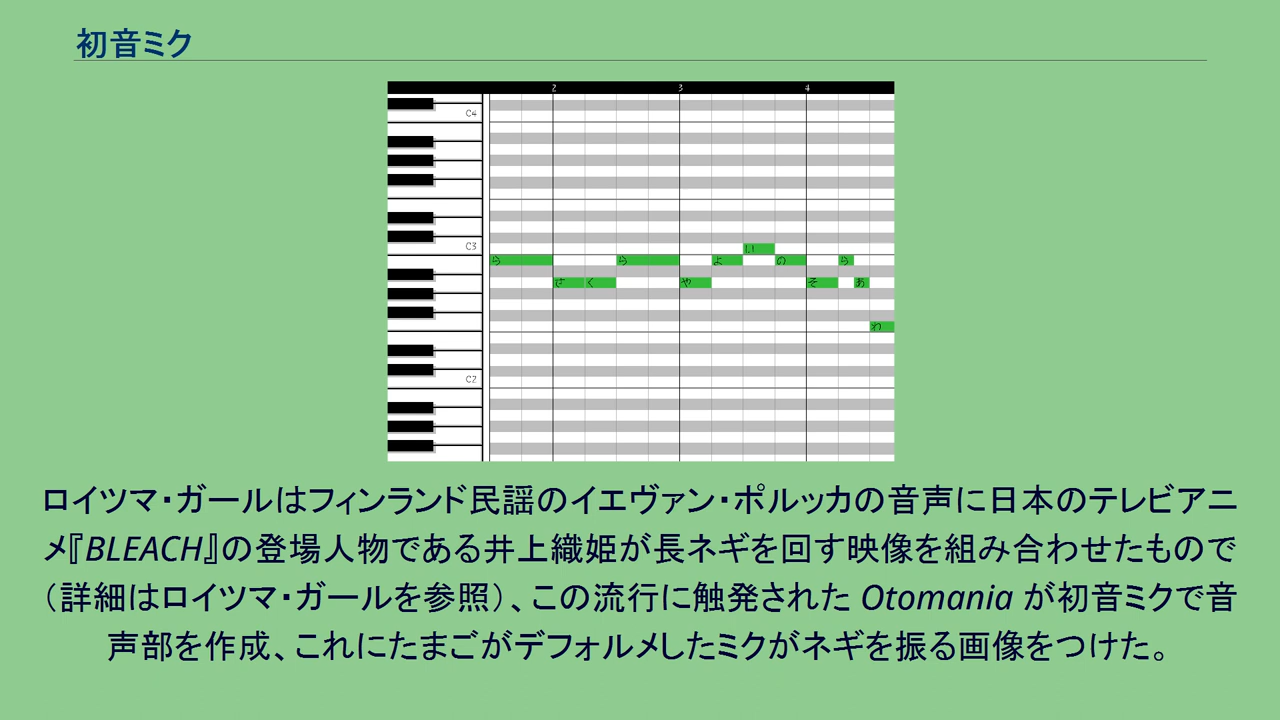 初音ミク
2 3 4
C4
C3
い
ら ら よ の ら
さ く や そ あ
わ
C2
ロイツマ・ガールはフィンランド民謡のイエヴァン・ポルッカの音声に日本のテレビアニ
メ『BLEACH』の登場人物である井上織姫が長ネギを回す映像を組み合わせたもので
（詳細はロイツマ・ガールを参照）、この流行に触発された Otomania が初音ミクで音
声部を作成、これにたまごがデフォルメしたミクがネギを振る画像をつけた。